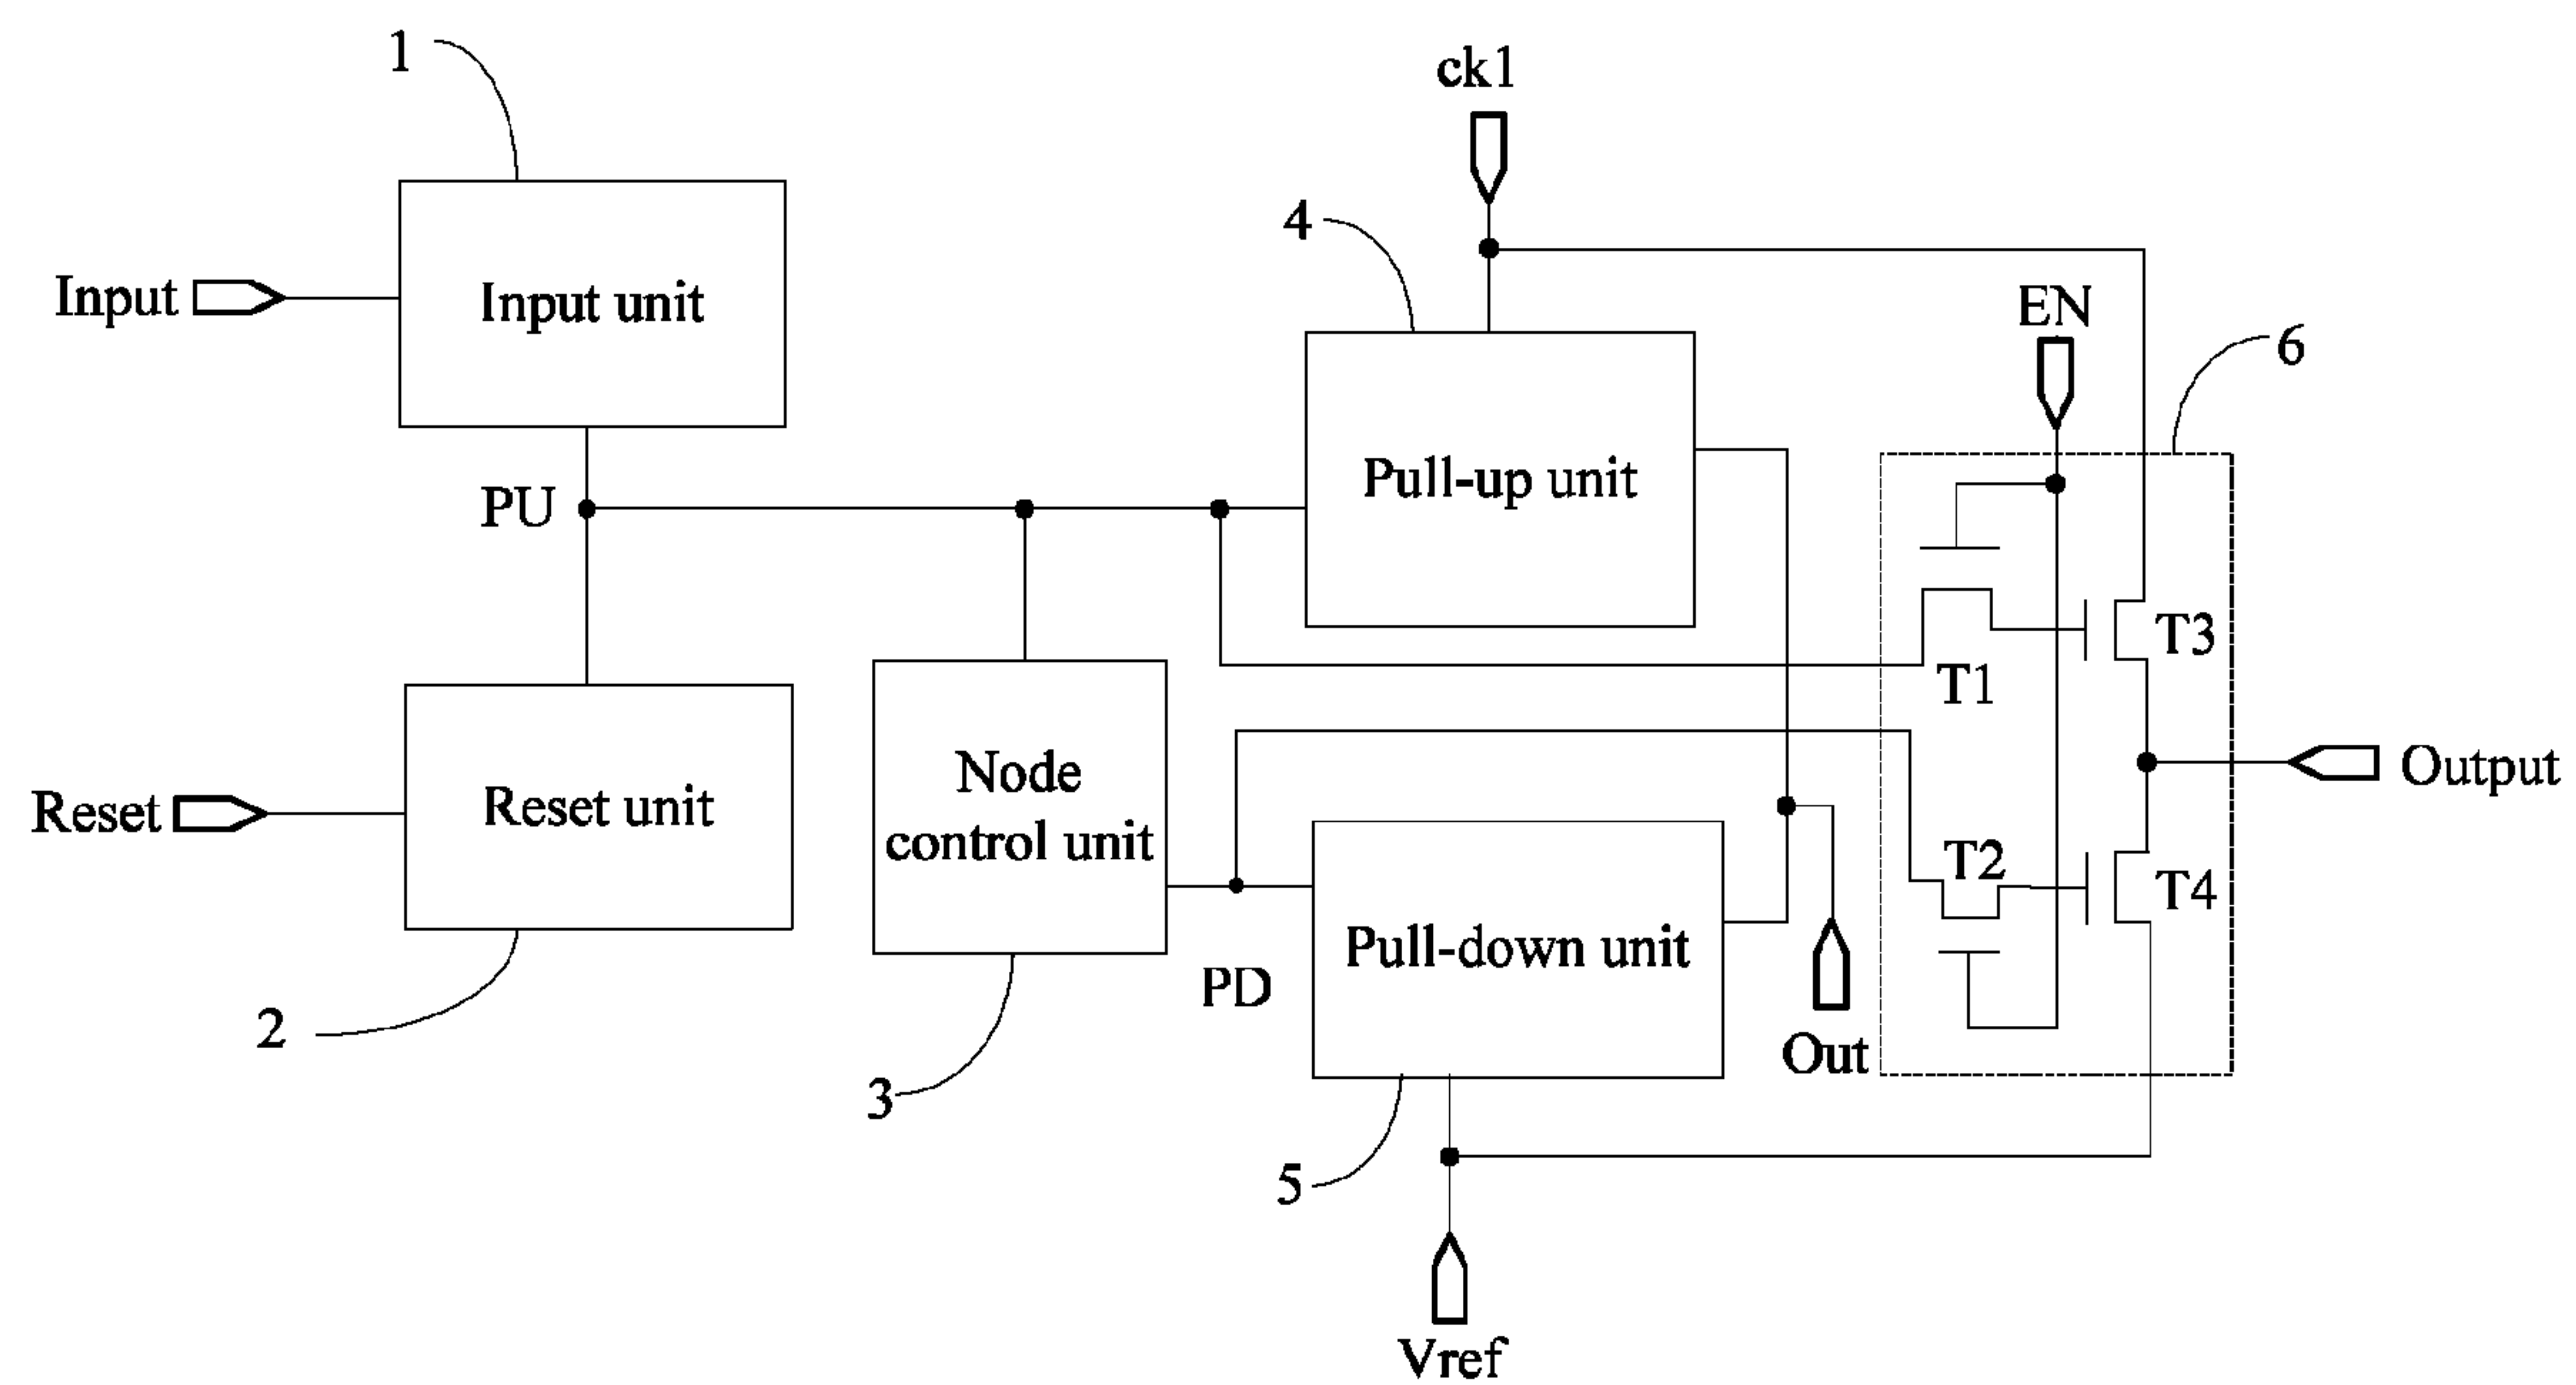 1
ck1
4
EN
6
Input
Input unit
Pull-up unit
PU
T3
T1
Node
control unit
Output
Reset
Reset unit
T2
T4
Pull-down unit
PD
2
Out
3
5
Vref